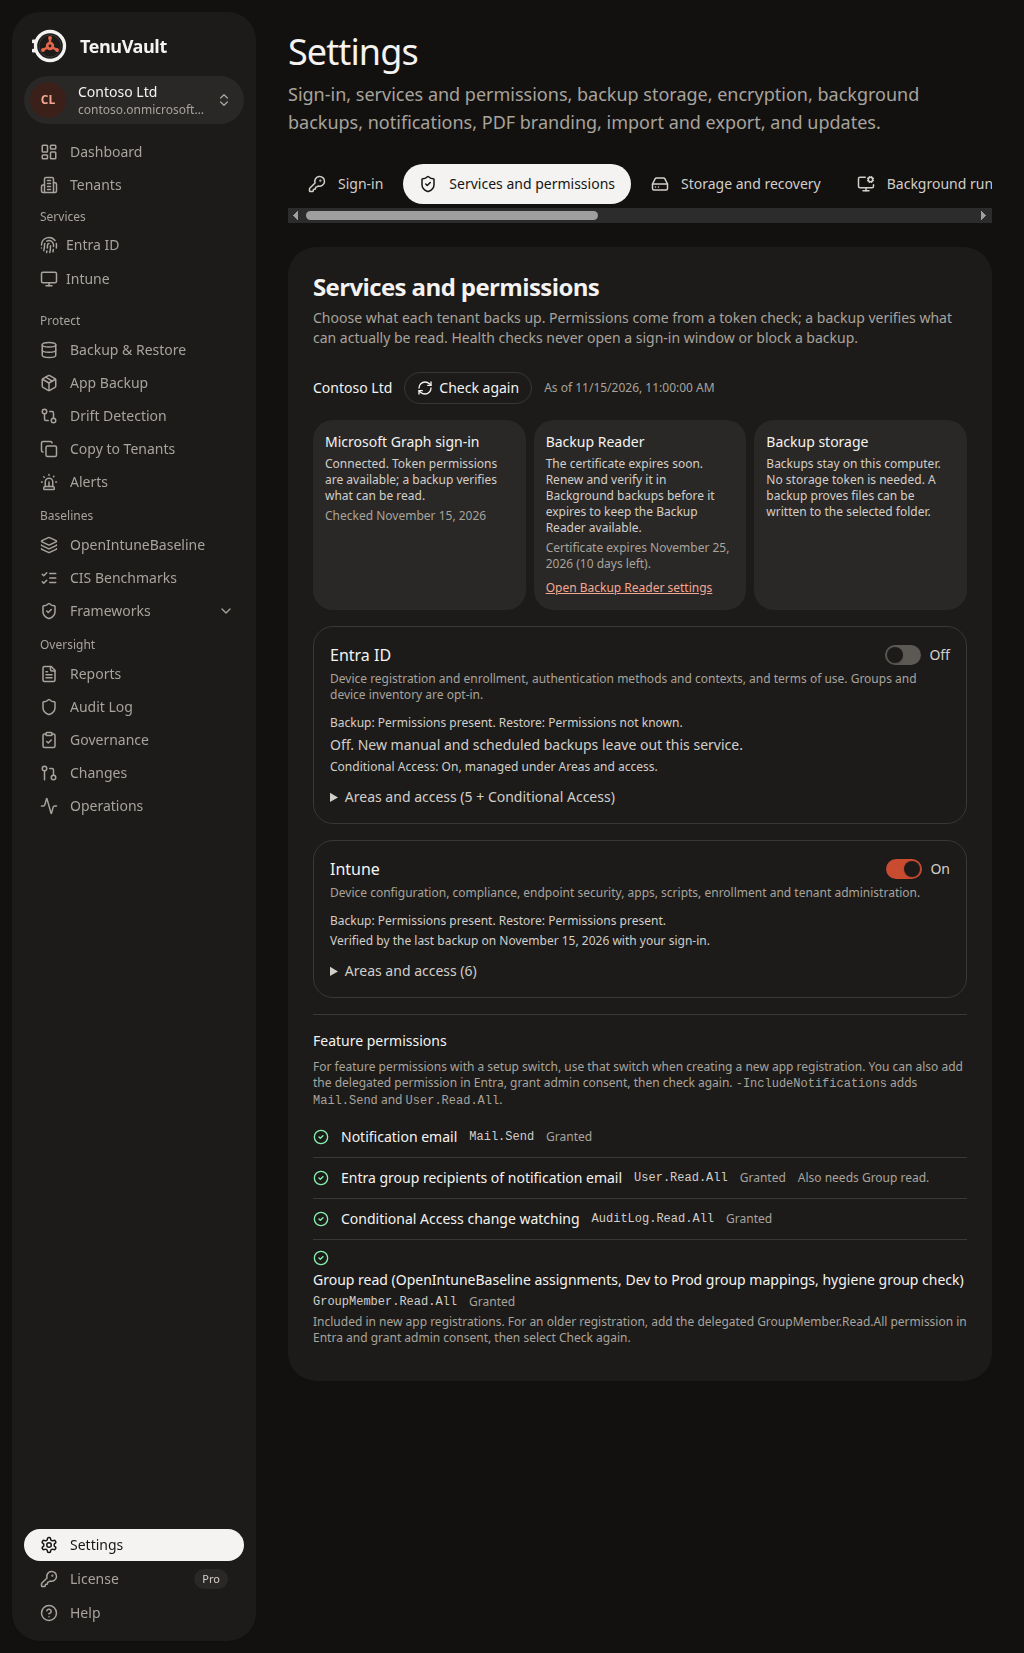 TenuVault
CL
Contoso Ltd
contoso.onmicrosoft...
Dashboard
Tenants
Services
Entra ID
Intune
Protect
Backup & Restore
App Backup
Drift Detection
Copy to Tenants
Alerts
Baselines
OpenIntuneBaseline
CIS Benchmarks
Frameworks
Oversight
Reports
Audit Log
Governance
Changes
Operations
Settings
License
Pro
Help
Settings
Sign-in, services and permissions, backup storage, encryption, background
backups, notifications, PDF branding, import and export, and updates.
Sign-in
Services and permissions
Storage and recovery
Background run
Services and permissions
Choose what each tenant backs up. Permissions come from a token check; a backup verifies what
can actually be read. Health checks never open a sign-in window or block a backup.
Contoso Ltd
Check again
As of 11/15/2026, 11:00:00 AM
Microsoft Graph sign-in
Connected. Token permissions
are available; a backup verifies
what can be read.
Checked November 15, 2026
Backup Reader
The certificate expires soon.
Renew and verify it in
Background backups before it
expires to keep the Backup
Reader available.
Certificate expires November 25,
2026 (10 days left).
Open Backup Reader settings
Backup storage
Backups stay on this computer.
No storage token is needed. A
backup proves files can be
written to the selected folder.
Entra ID
Off
Device registration and enrollment, authentication methods and contexts, and terms of use. Groups and
device inventory are opt-in.
Backup: Permissions present. Restore: Permissions not known.
Off. New manual and scheduled backups leave out this service.
Conditional Access: On, managed under Areas and access.
Areas and access (5 + Conditional Access)
Intune
On
Device configuration, compliance, endpoint security, apps, scripts, enrollment and tenant administration.
Backup: Permissions present. Restore: Permissions present.
Verified by the last backup on November 15, 2026 with your sign-in.
Areas and access (6)
Feature permissions
For feature permissions with a setup switch, use that switch when creating a new app registration. You can also add
the delegated permission in Entra, grant admin consent, then check again. -IncludeNotifications adds
Mail.Send and User.Read.All.
Notification email Mail.Send Granted
Entra group recipients of notification email User.Read.All Granted Also needs Group read.
Conditional Access change watching AuditLog.Read.All Granted
Group read (OpenIntuneBaseline assignments, Dev to Prod group mappings, hygiene group check)
GroupMember.Read.All Granted
Included in new app registrations. For an older registration, add the delegated GroupMember.Read.All permission in
Entra and grant admin consent, then select Check again.